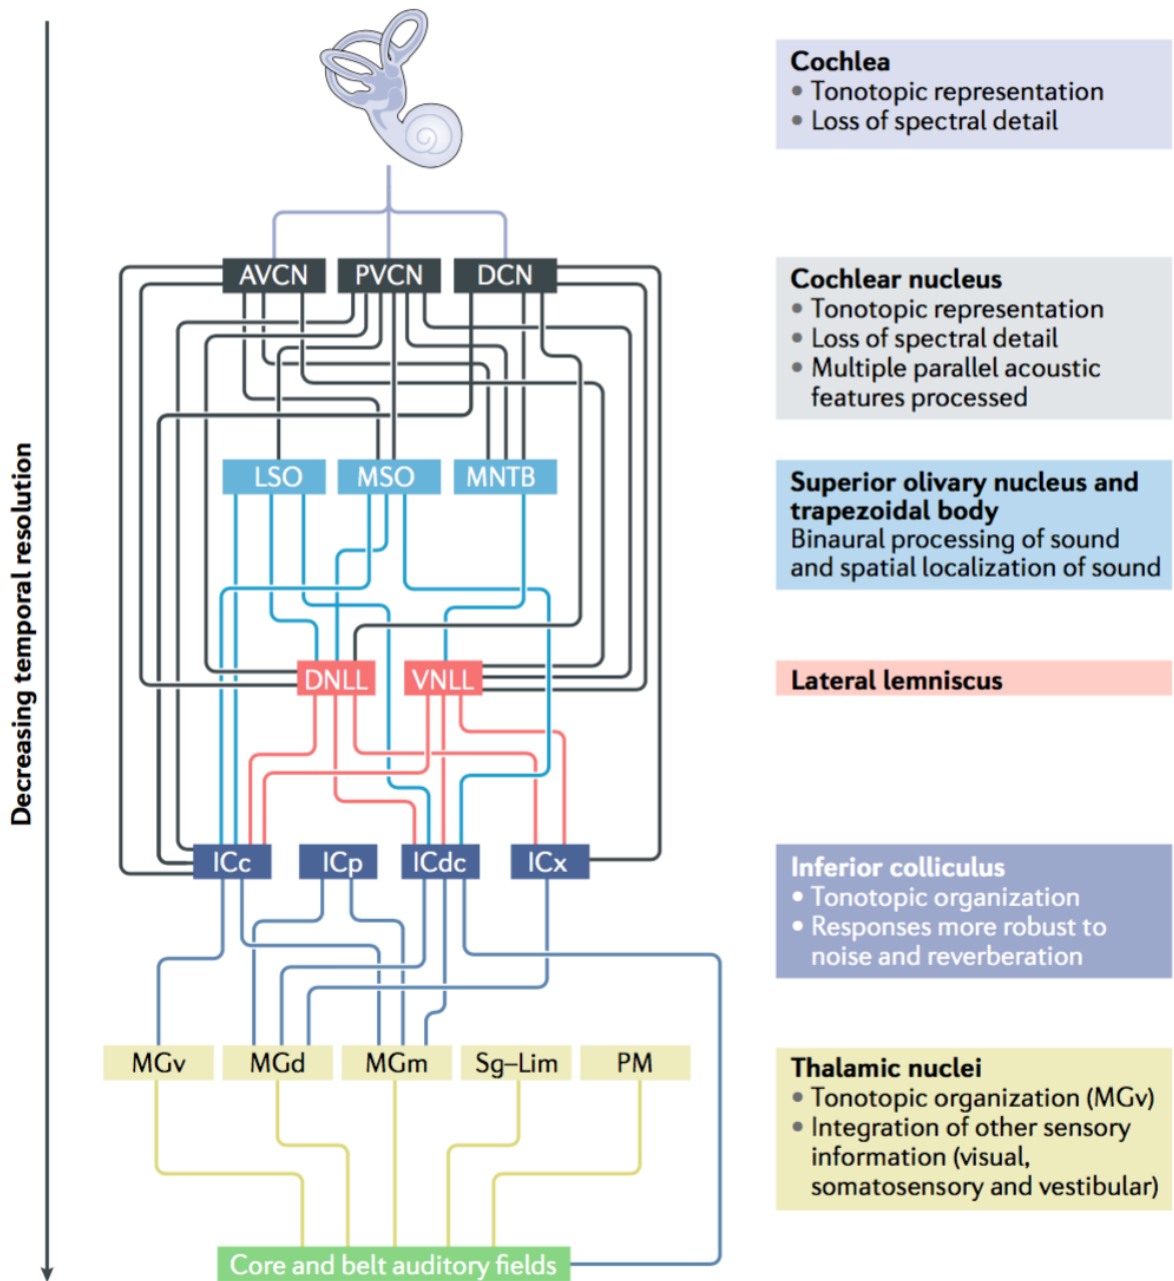 Decreasing temporal resolution
Cochlea
• Tonotopic representation
• Loss of spectral detail
AVCN PVCN DCN
Cochlear nucleus
• Tonotopic representation
• Loss of spectral detail
• Multiple parallel acoustic
features processed
LSO MSO MNTB
Superior olivary nucleus and
trapezoidal body
Binaural processing of sound
and spatial localization of sound
DNLL VNLL
Lateral lemniscus
ICc ICp ICdc ICx
Inferior colliculus
• Tonotopic organization
• Responses more robust to
noise and reverberation
MGv MGd MGm Sg–Lim PM
Thalamic nuclei
• Tonotopic organization (MGv)
• Integration of other sensory
information (visual,
somatosensory and vestibular)
Core and belt auditory fields